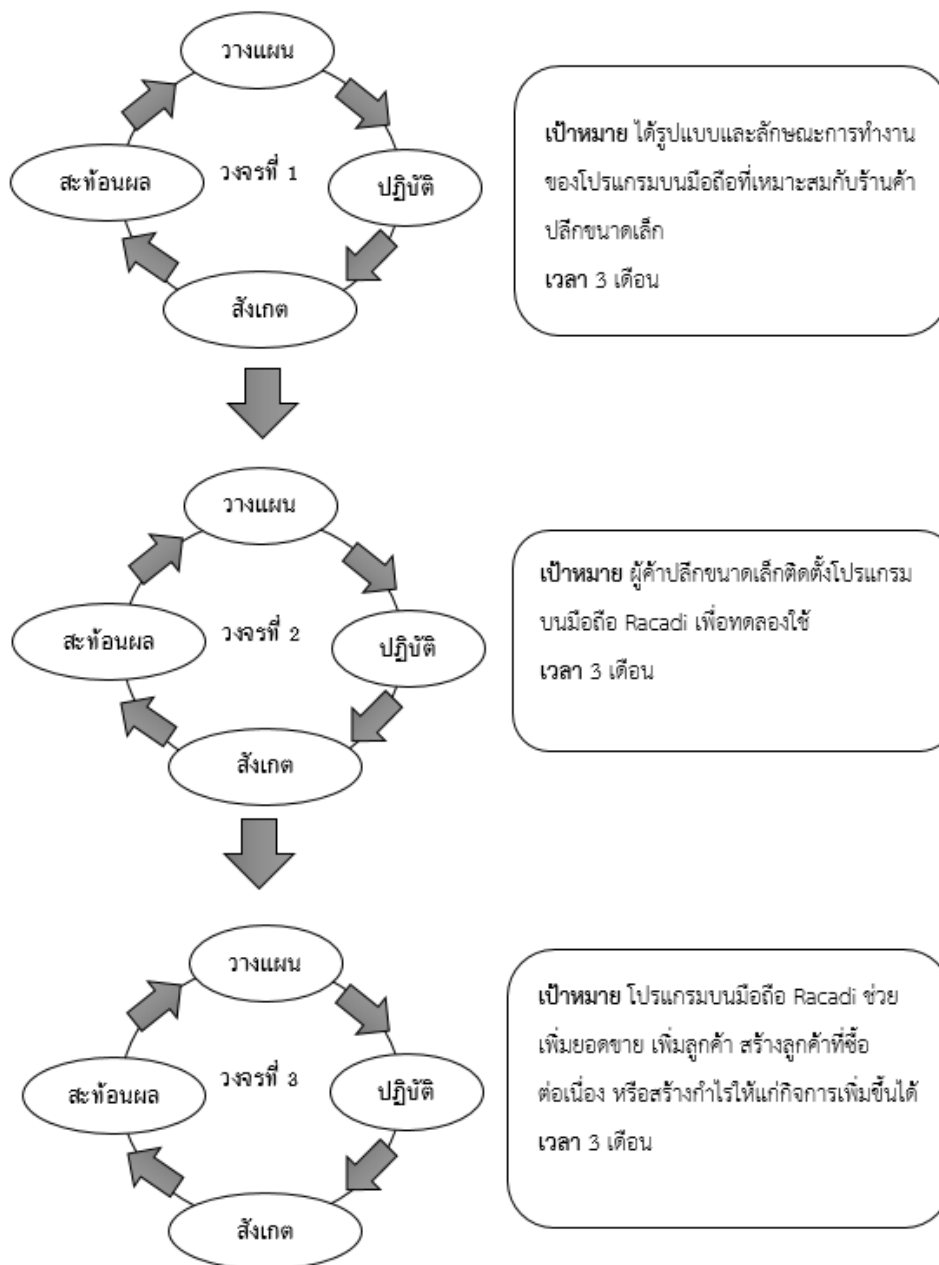 วางแผน
สะท้อนผล
วงจรที่ 1
ปฏิบัติ
สังเกต
เป้าหมาย ได้รูปแบบและลักษณะการทำงาน
ของโปรแกรมบนมือถือที่เหมาะสมกับร้านค้า
ปลีกขนาดเล็ก
เวลา 3 เดือน
วางแผน
สะท้อนผล
วงจรที่ 2
ปฏิบัติ
สังเกต
เป้าหมาย ผู้ค้าปลีกขนาดเล็กติดตั้งโปรแกรม
บนมือถือ Racadi เพื่อทดลองใช้
เวลา 3 เดือน
วางแผน
สะท้อนผล
วงจรที่ 3
ปฏิบัติ
สังเกต
เป้าหมาย โปรแกรมบนมือถือ Racadi ช่วย
เพิ่มยอดขาย เพิ่มลูกค้า สร้างลูกค้าที่ซื้อ
ต่อเนื่อง หรือสร้างกำไรให้แก่กิจการเพิ่มขึ้นได้
เวลา 3 เดือน